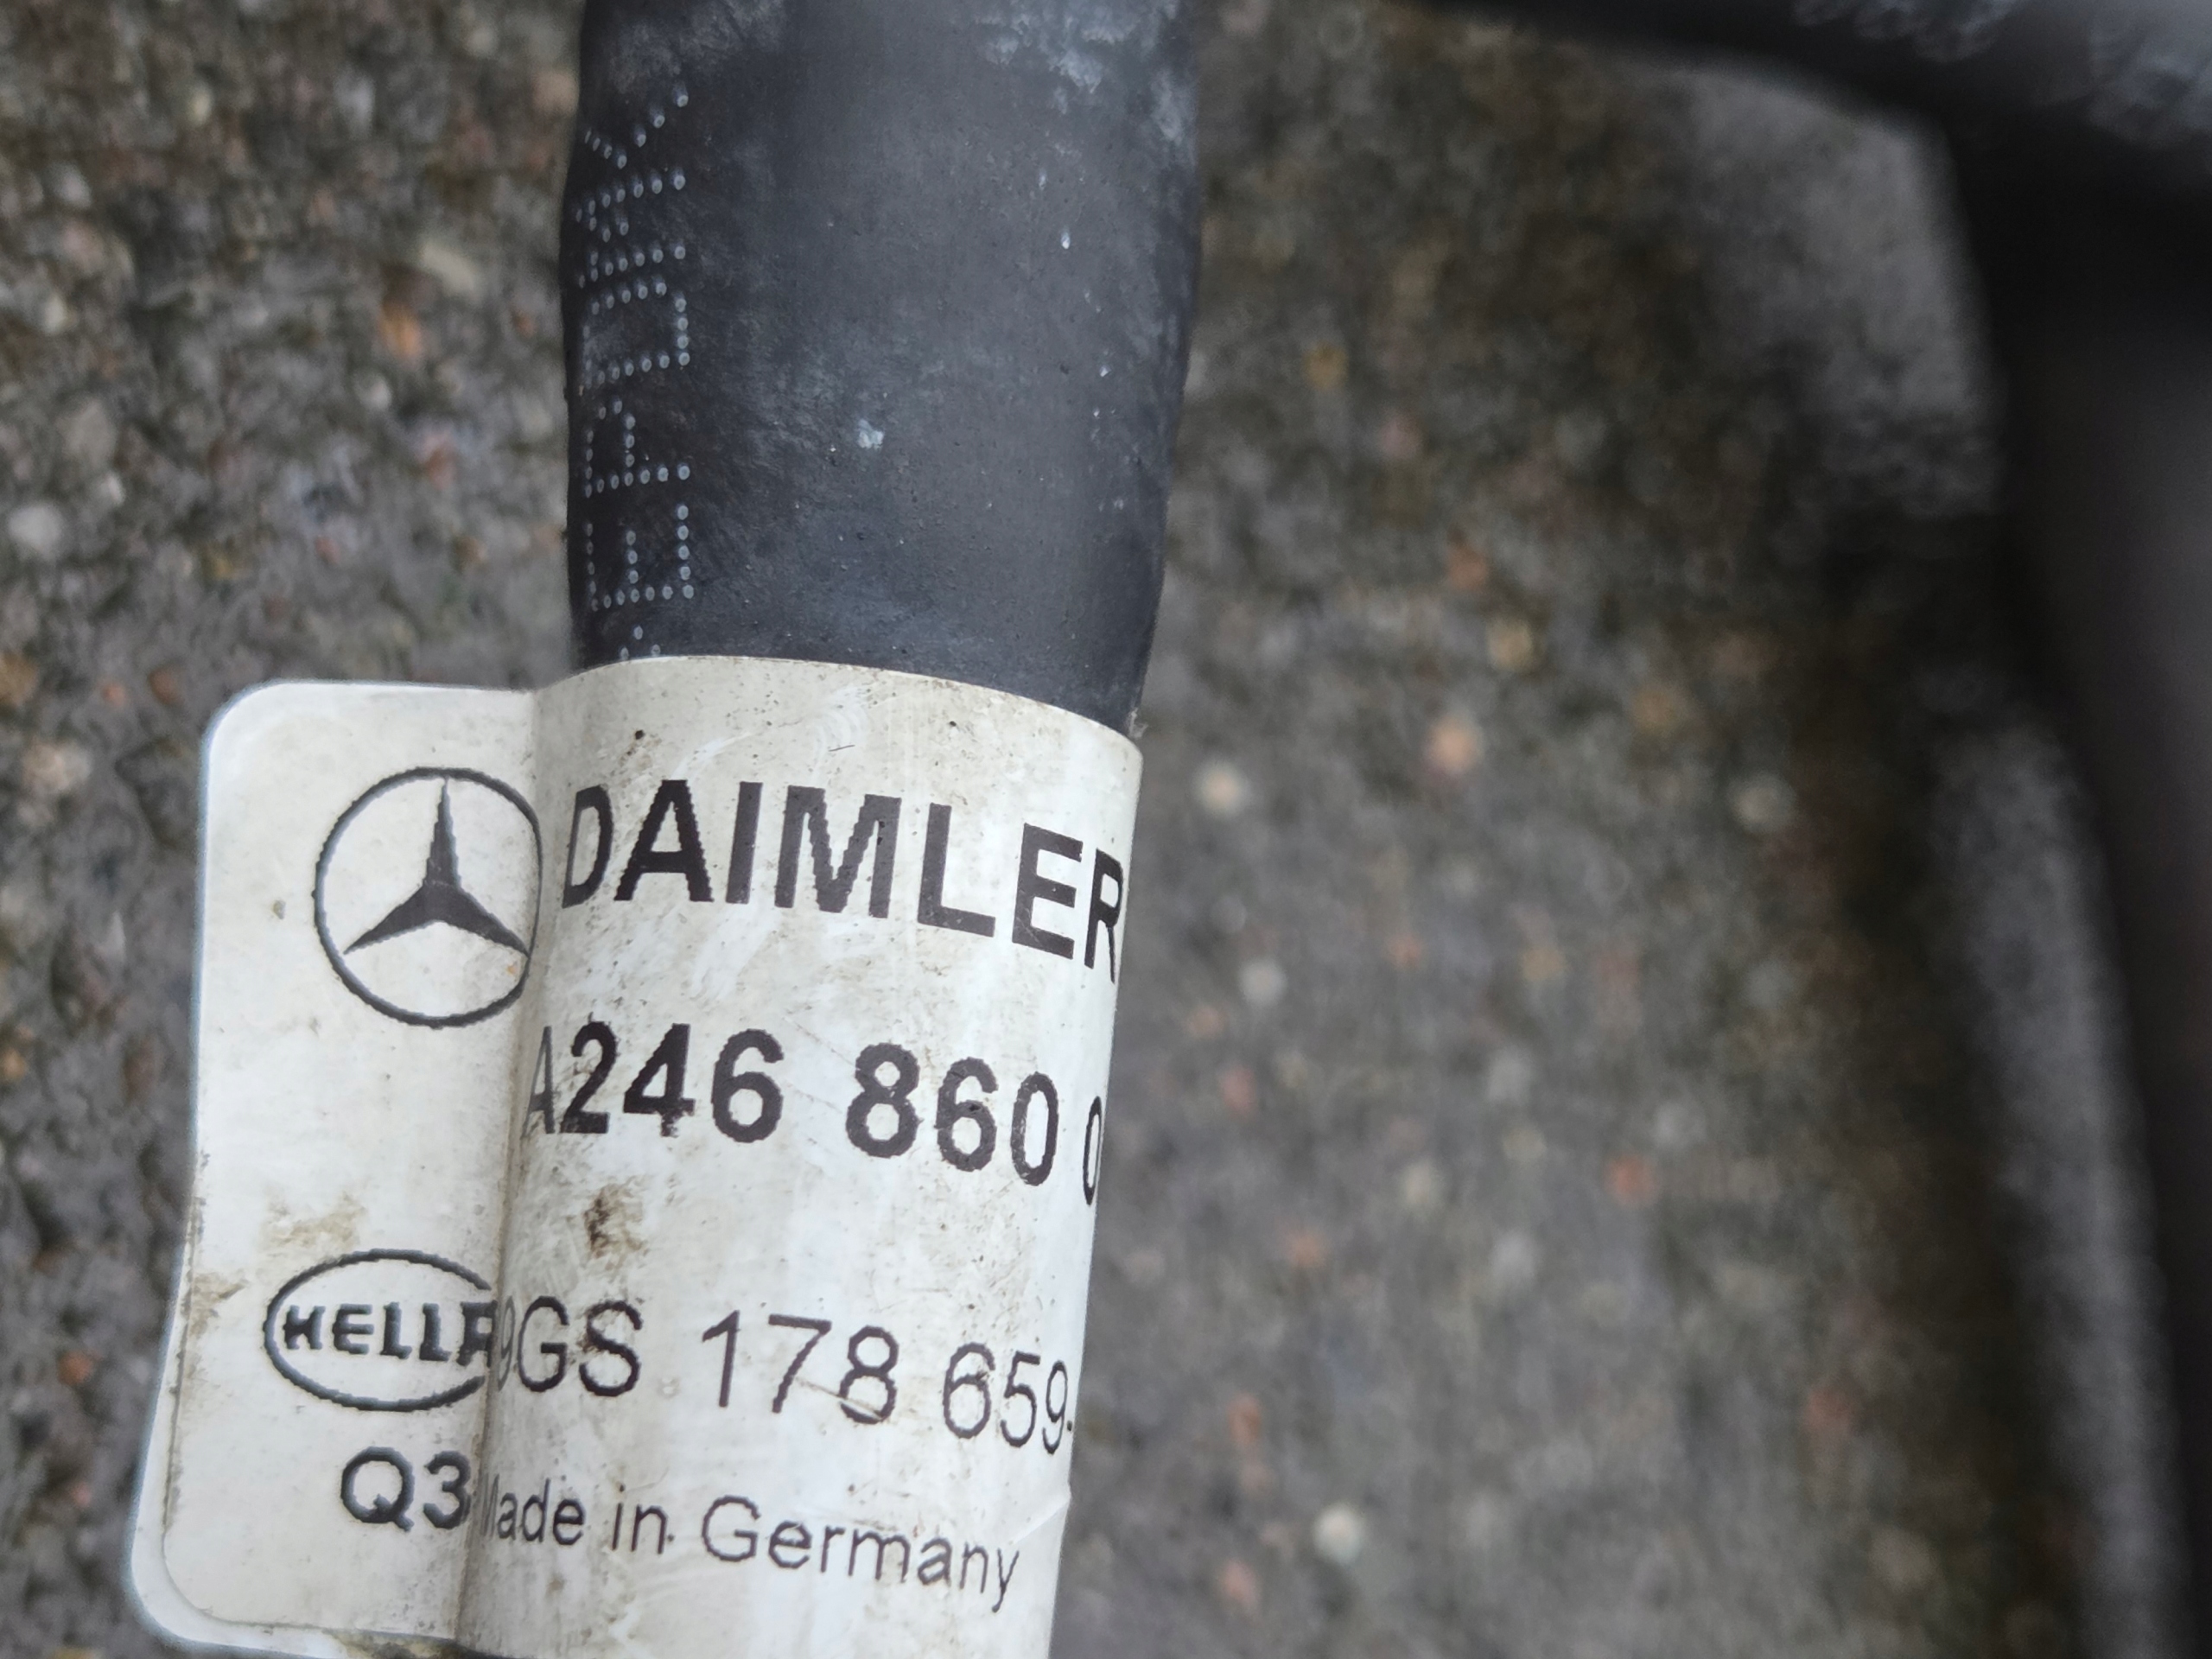 DAIMLER
A246 860 0
HELLA 9GS 178 659-
Q3 Made in Germany